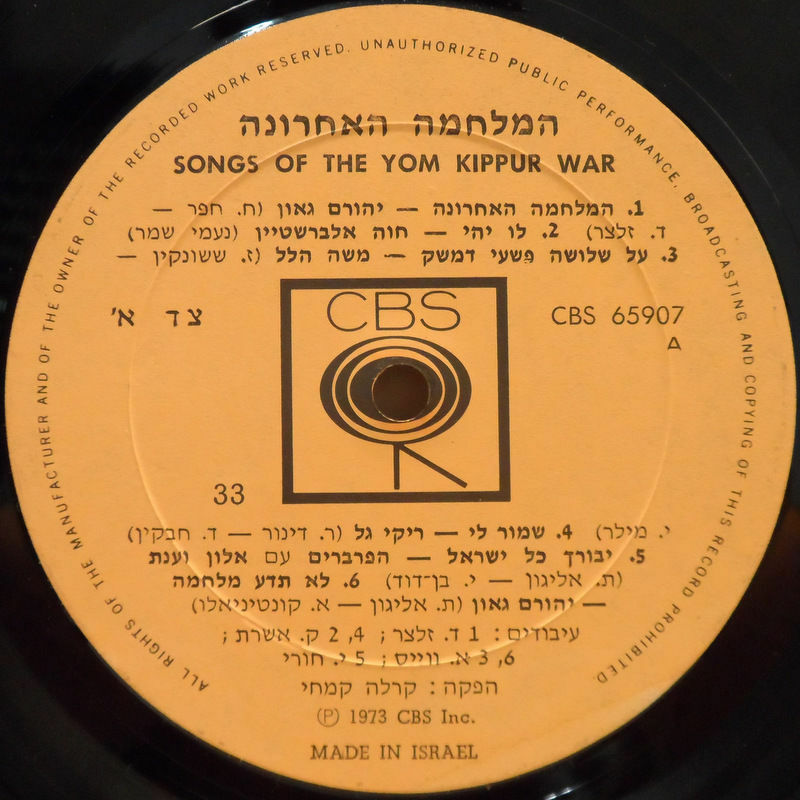 ALL RIGHTS OF THE MANUFACTURER AND OF THE OWNER OF THE RECORDED WORK RESERVED. UNAUTHORIZED PUBLIC PERFORMANCE, BROADCASTING AND COPYING OF THIS RECORD PROHIBITED.
המלחמה האחרונה
SONGS OF THE YOM KIPPUR WAR
1. המלחמה האחרונה — יהורם גאון (ח. חפר —
ד. זלצר) 2. לו יהי — חוה אלברשטיין (נעמי שמר)
3. על שלושה פשעי דמשק — משה הלל (ז. ששונקין —
צד א'
CBS
CBS 65907
A
33
י. מילר) 4. שמור לי — ריקי גל (ר. דינור — ד. חבקין)
5. יבורך כל ישראל — הפרברים עם אלון וענת
(ת. אליגון — י. בן־דוד) 6. לא תדע מלחמה
— יהורם גאון (ת. אליגון — א. קונטיניאלו)
עיבודים: 1 ד. זלצר; 4, 2 ק. אשרת;
6, 3 א. ווייס; 5 י. חורי
הפקה: קרלה קמחי
Ⓟ 1973 CBS Inc.
MADE IN ISRAEL